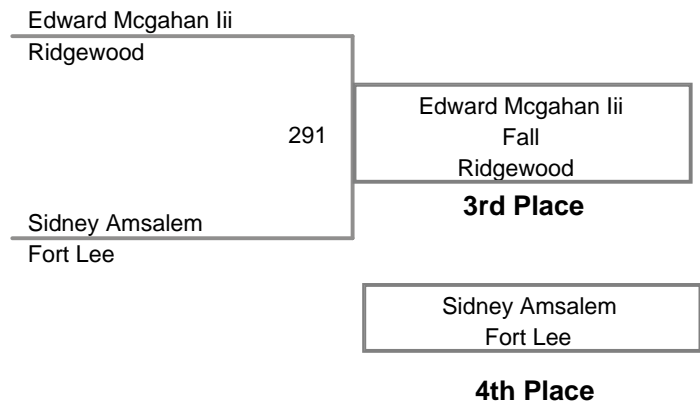 Edward Mcgahan Iii
Ridgewood
291
Edward Mcgahan Iii
Fall
Ridgewood
3rd Place
Sidney Amsalem
Fort Lee
Sidney Amsalem
Fort Lee
4th Place